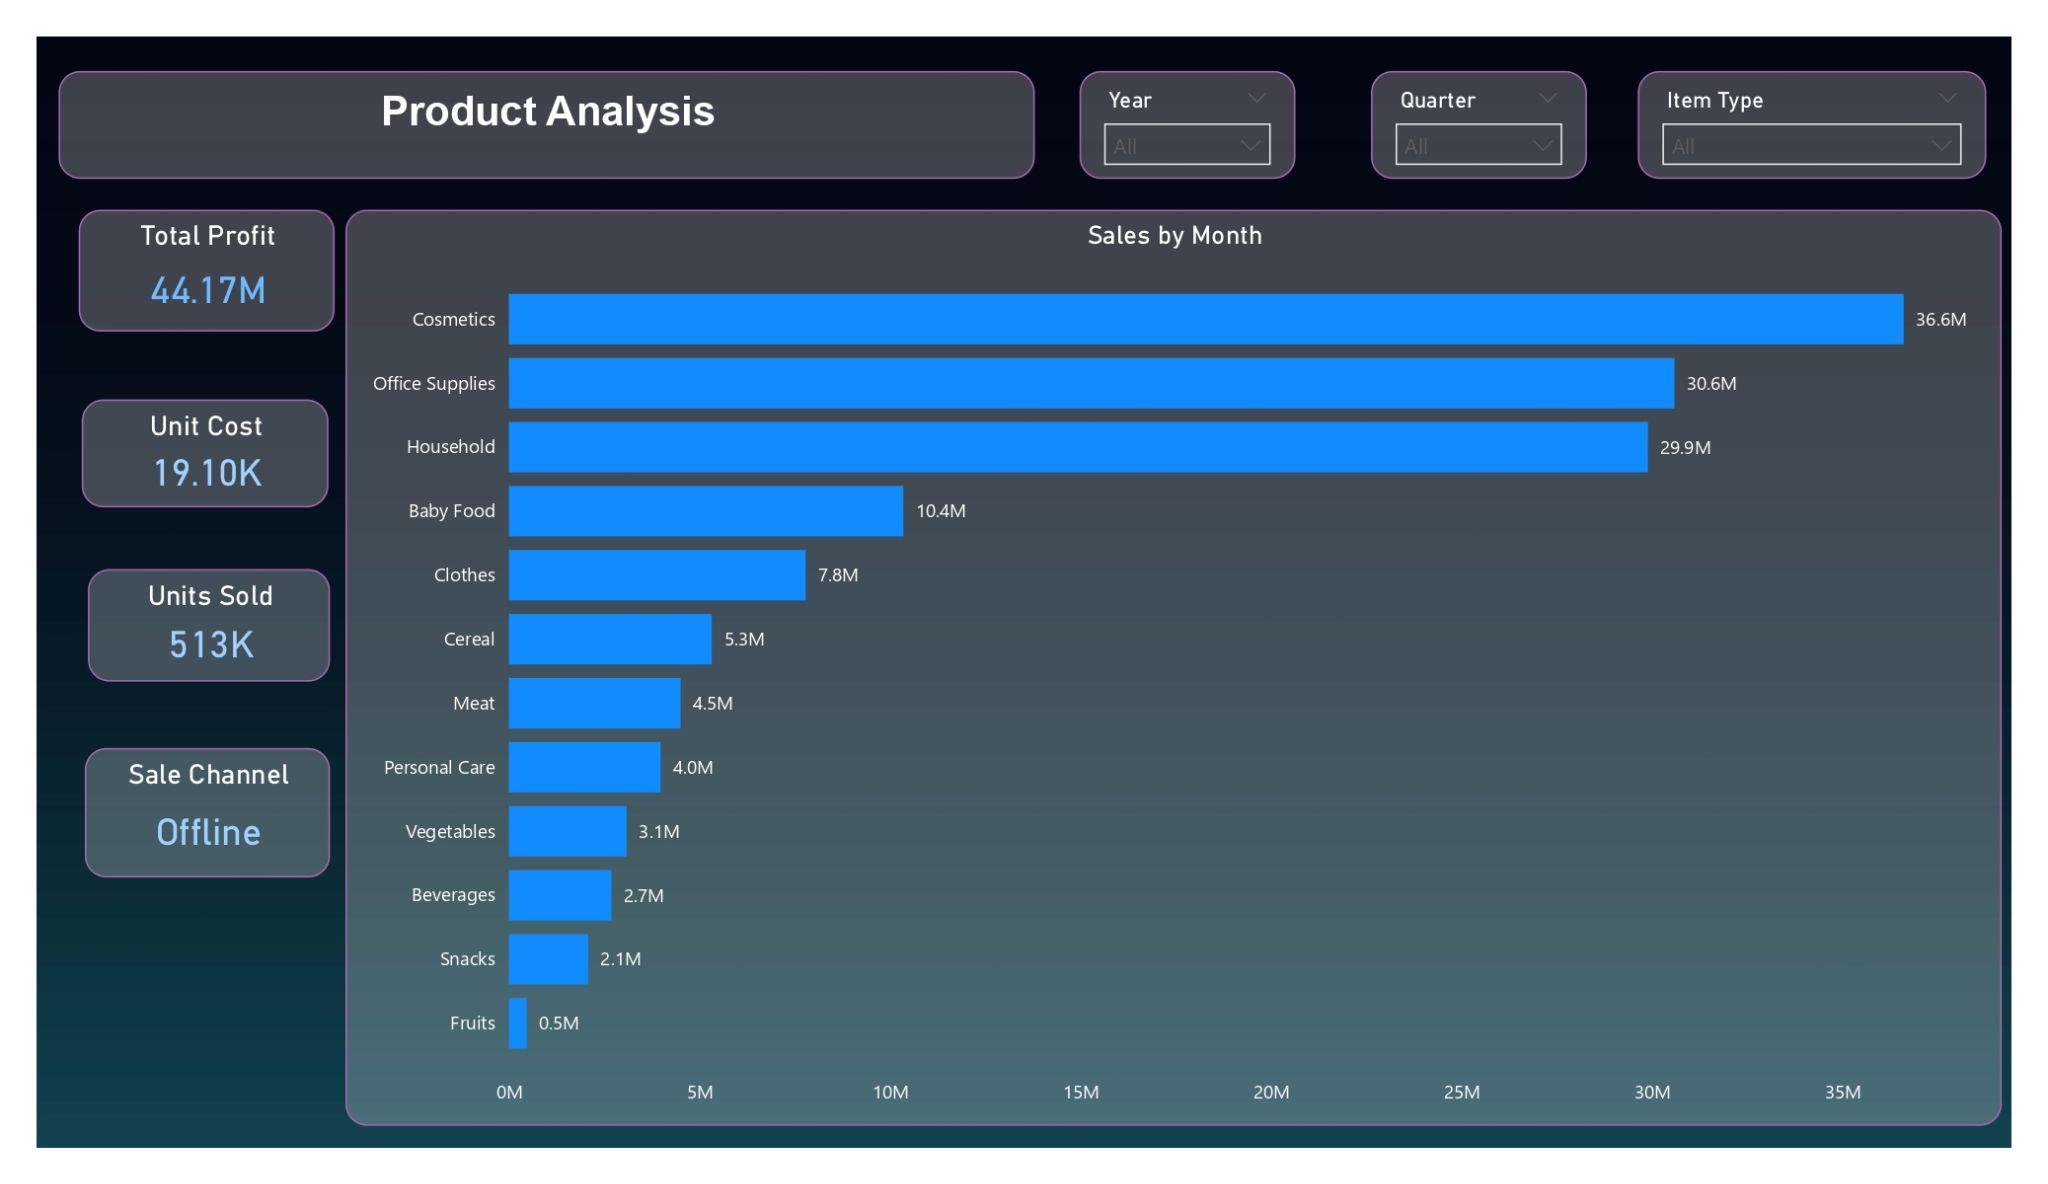 Product Analysis
Year
All
Quarter
All
Item Type
All
Total Profit
44.17M
Unit Cost
19.10K
Units Sold
513K
Sale Channel
Offline
Sales by Month
Cosmetics 36.6M
Office Supplies 30.6M
Household 29.9M
Baby Food 10.4M
Clothes 7.8M
Cereal 5.3M
Meat 4.5M
Personal Care 4.0M
Vegetables 3.1M
Beverages 2.7M
Snacks 2.1M
Fruits 0.5M
0M 5M 10M 15M 20M 25M 30M 35M